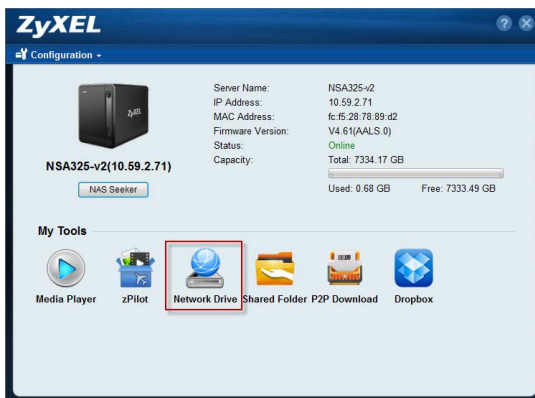 ZyXEL
Configuration
Server Name: NSA325-v2
IP Address: 10.59.2.71
MAC Address: fc:f5:28:78:89:d2
Firmware Version: V4.61(AALS.0)
Status: Online
Capacity: Total: 7334.17 GB
Used: 0.68 GB Free: 7333.49 GB
ZyXEL
NSA325-v2(10.59.2.71)
NAS Seeker
My Tools
Media Player
zPilot
Network Drive
Shared Folder
P2P Download
Dropbox